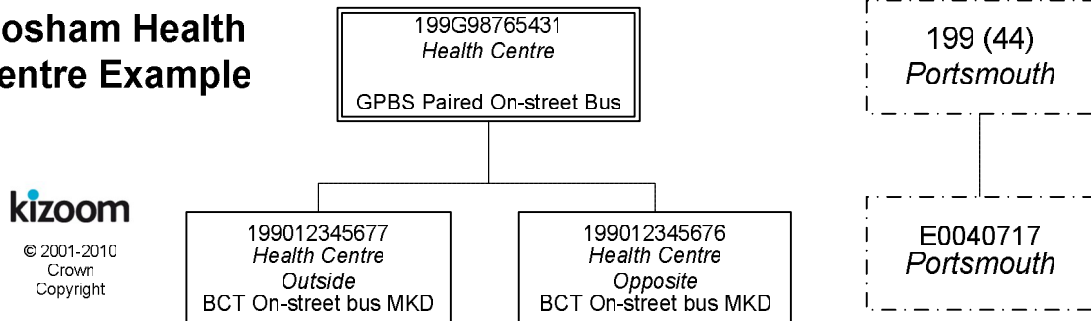 osham Health
entre Example
199G98765431
Health Centre
GPBS Paired On-street Bus
199 (44)
Portsmouth
kizoom
© 2001-2010
Crown
Copyright
199012345677
Health Centre
Outside
BCT On-street bus MKD
199012345676
Health Centre
Opposite
BCT On-street bus MKD
E0040717
Portsmouth